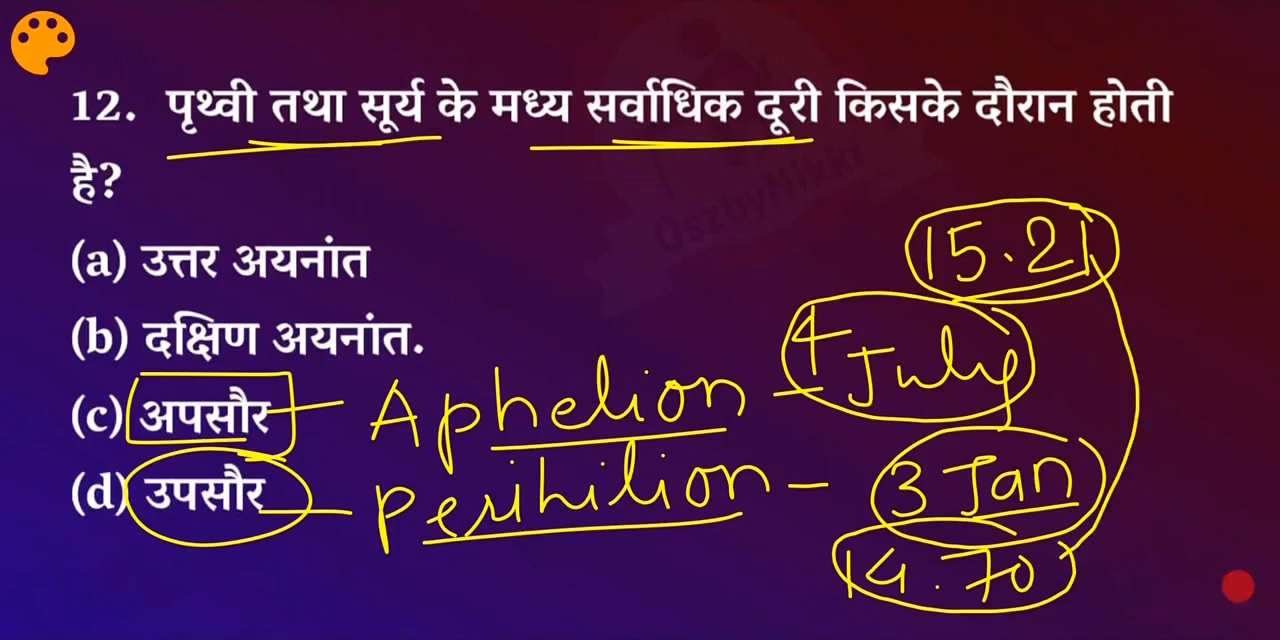 12. पृथ्वी तथा सूर्य के मध्य सर्वाधिक दूरी किसके दौरान होती
है?
OszbyMikRi
(a) उत्तर अयनांत
15.21
(b) दक्षिण अयनांत.
4 July
(c) अपसौर - Aphelion -
(d) उपसौर - Perihilion - 3 Jan
14.70